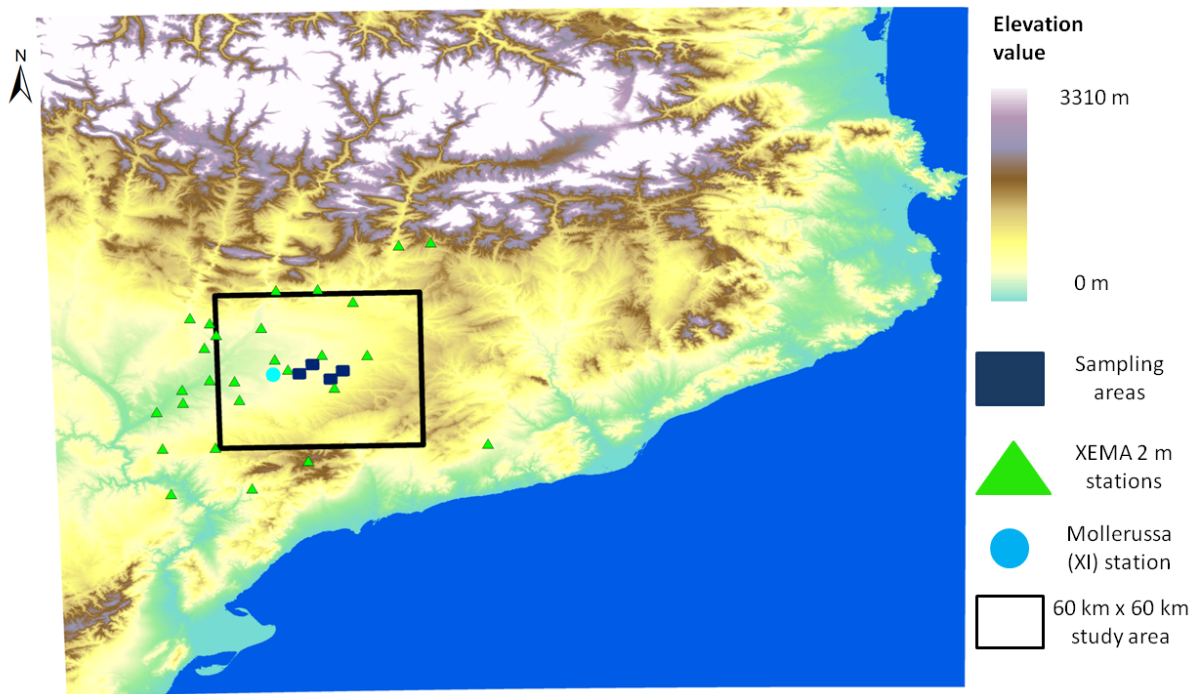 N
Elevation
value
3310 m
0 m
Sampling
areas
XEMA 2 m
stations
Mollerussa
(XI) station
60 km x 60 km
study area